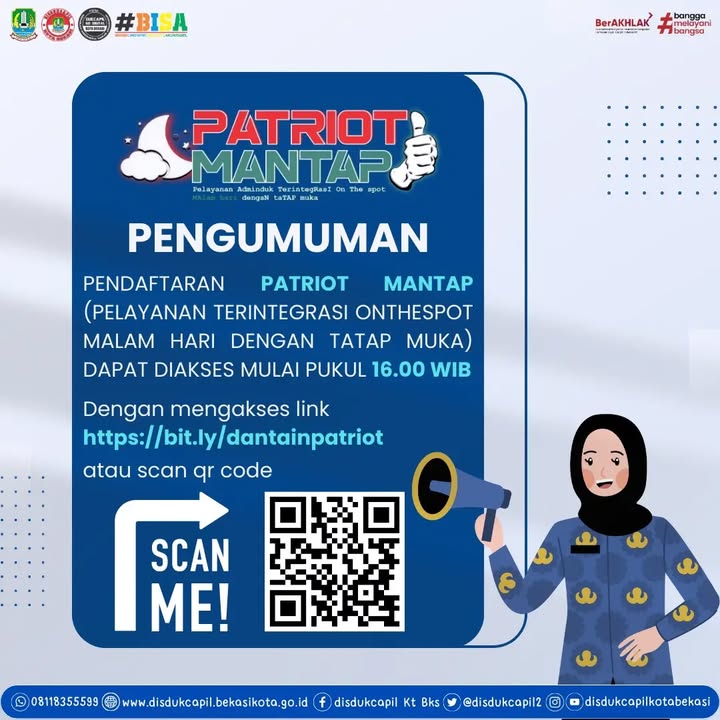 #BISA
BerAKHLAK
#bangga
melayani
bangsa
PATRIOT
MANTAP
Pelayanan Adminduk TerintegRasI On The spot
MAlam hari dengaN taTAP muka
PENGUMUMAN
PENDAFTARAN PATRIOT MANTAP
(PELAYANAN TERINTEGRASI ONTHESPOT
MALAM HARI DENGAN TATAP MUKA)
DAPAT DIAKSES MULAI PUKUL 16.00 WIB
Dengan mengakses link
https://bit.ly/dantainpatriot
atau scan qr code
SCAN
ME!
08118355599 www.disdukcapil.bekasikota.go.id disdukcapil Kt Bks @disdukcapil2 disdukcapilkotabekasi